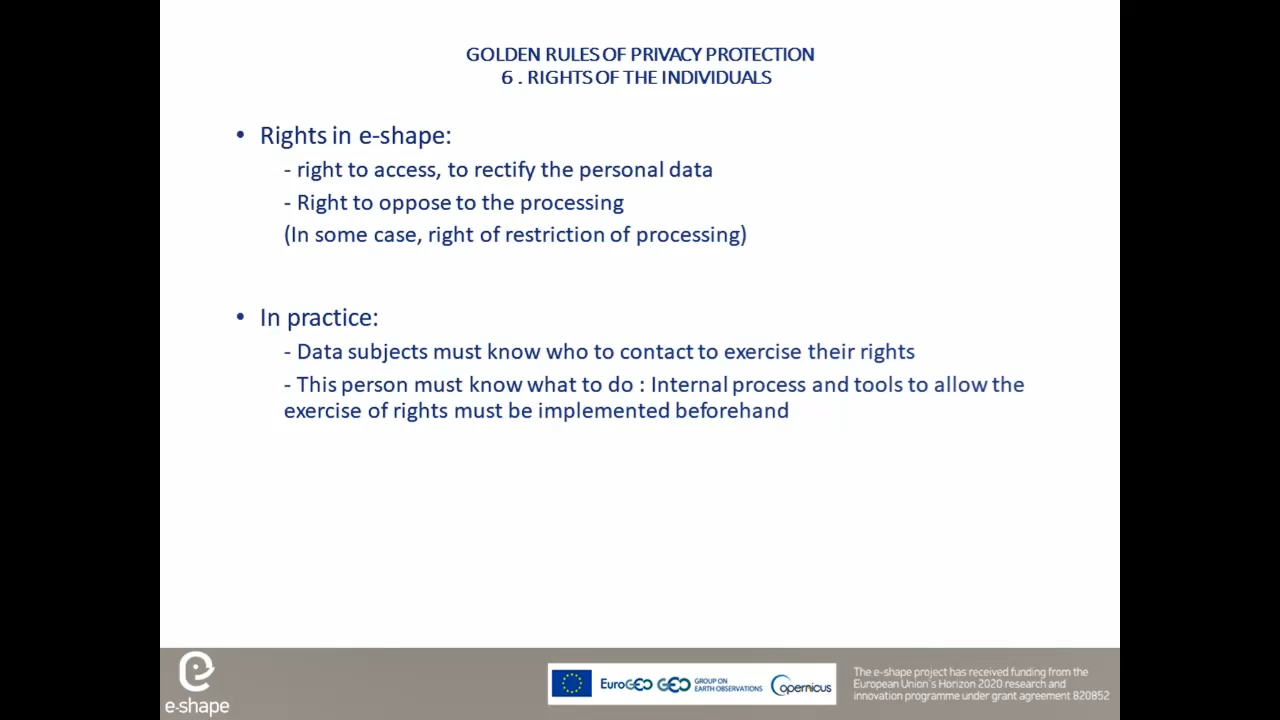 GOLDEN RULES OF PRIVACY PROTECTION
6 . RIGHTS OF THE INDIVIDUALS
• Rights in e-shape:
- right to access, to rectify the personal data
- Right to oppose to the processing
(In some case, right of restriction of processing)
• In practice:
- Data subjects must know who to contact to exercise their rights
- This person must know what to do : Internal process and tools to allow the
exercise of rights must be implemented beforehand
e-shape
EuroGEO GEO GROUP ON
EARTH OBSERVATIONS
Copernicus
The e-shape project has received funding from the
European Union's Horizon 2020 research and
innovation programme under grant agreement 820852